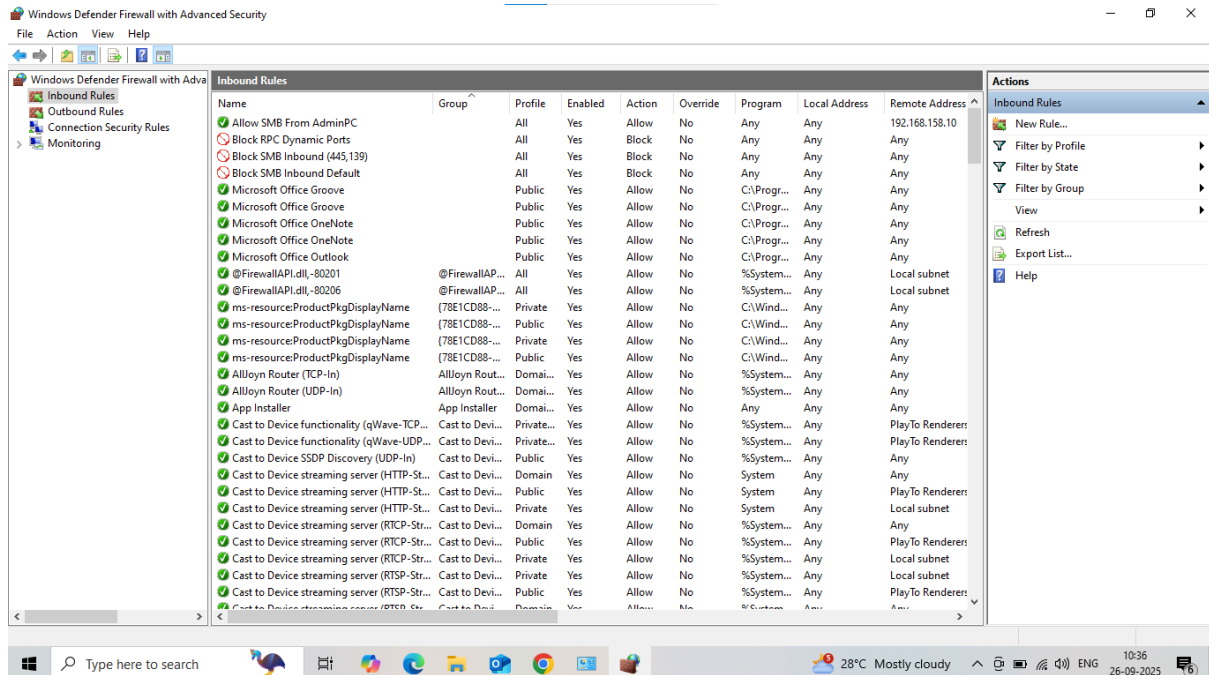 Windows Defender Firewall with Advanced Security
File Action View Help
Windows Defender Firewall with Adva
Inbound Rules
Outbound Rules
Connection Security Rules
Monitoring
Inbound Rules
Name Group Profile Enabled Action Override Program Local Address Remote Address
Allow SMB From AdminPC All Yes Allow No Any Any 192.168.158.10
Block RPC Dynamic Ports All Yes Block No Any Any Any
Block SMB Inbound (445,139) All Yes Block No Any Any Any
Block SMB Inbound Default All Yes Block No Any Any Any
Microsoft Office Groove Public Yes Allow No C:\Progr... Any Any
Microsoft Office Groove Public Yes Allow No C:\Progr... Any Any
Microsoft Office OneNote Public Yes Allow No C:\Progr... Any Any
Microsoft Office OneNote Public Yes Allow No C:\Progr... Any Any
Microsoft Office Outlook Public Yes Allow No C:\Progr... Any Any
@FirewallAPI.dll,-80201 @FirewallAP... All Yes Allow No %System... Any Local subnet
@FirewallAPI.dll,-80206 @FirewallAP... All Yes Allow No %System... Any Local subnet
ms-resource:ProductPkgDisplayName {78E1CD88-... Private Yes Allow No C:\Wind... Any Any
ms-resource:ProductPkgDisplayName {78E1CD88-... Public Yes Allow No C:\Wind... Any Any
ms-resource:ProductPkgDisplayName {78E1CD88-... Private Yes Allow No C:\Wind... Any Any
ms-resource:ProductPkgDisplayName {78E1CD88-... Public Yes Allow No C:\Wind... Any Any
AllJoyn Router (TCP-In) AllJoyn Rout... Domai... Yes Allow No %System... Any Any
AllJoyn Router (UDP-In) AllJoyn Rout... Domai... Yes Allow No %System... Any Any
App Installer App Installer Domai... Yes Allow No Any Any Any
Cast to Device functionality (qWave-TCP... Cast to Devi... Private... Yes Allow No %System... Any PlayTo Renderers
Cast to Device functionality (qWave-UDP... Cast to Devi... Private... Yes Allow No %System... Any PlayTo Renderers
Cast to Device SSDP Discovery (UDP-In) Cast to Devi... Public Yes Allow No %System... Any Any
Cast to Device streaming server (HTTP-St... Cast to Devi... Domain Yes Allow No System Any Any
Cast to Device streaming server (HTTP-St... Cast to Devi... Public Yes Allow No System Any PlayTo Renderers
Cast to Device streaming server (HTTP-St... Cast to Devi... Private Yes Allow No System Any Local subnet
Cast to Device streaming server (RTCP-Str... Cast to Devi... Domain Yes Allow No %System... Any Any
Cast to Device streaming server (RTCP-Str... Cast to Devi... Public Yes Allow No %System... Any PlayTo Renderers
Cast to Device streaming server (RTCP-Str... Cast to Devi... Private Yes Allow No %System... Any Local subnet
Cast to Device streaming server (RTSP-Str... Cast to Devi... Private Yes Allow No %System... Any Local subnet
Cast to Device streaming server (RTSP-Str... Cast to Devi... Public Yes Allow No %System... Any PlayTo Renderers
Cast to Device streaming server (RTSP-Str... Cast to Devi... Domain Yes Allow No %System... Any Any
Actions
Inbound Rules
New Rule...
Filter by Profile
Filter by State
Filter by Group
View
Refresh
Export List...
Help
Type here to search
28°C Mostly cloudy
ENG
10:36
26-09-2025
6